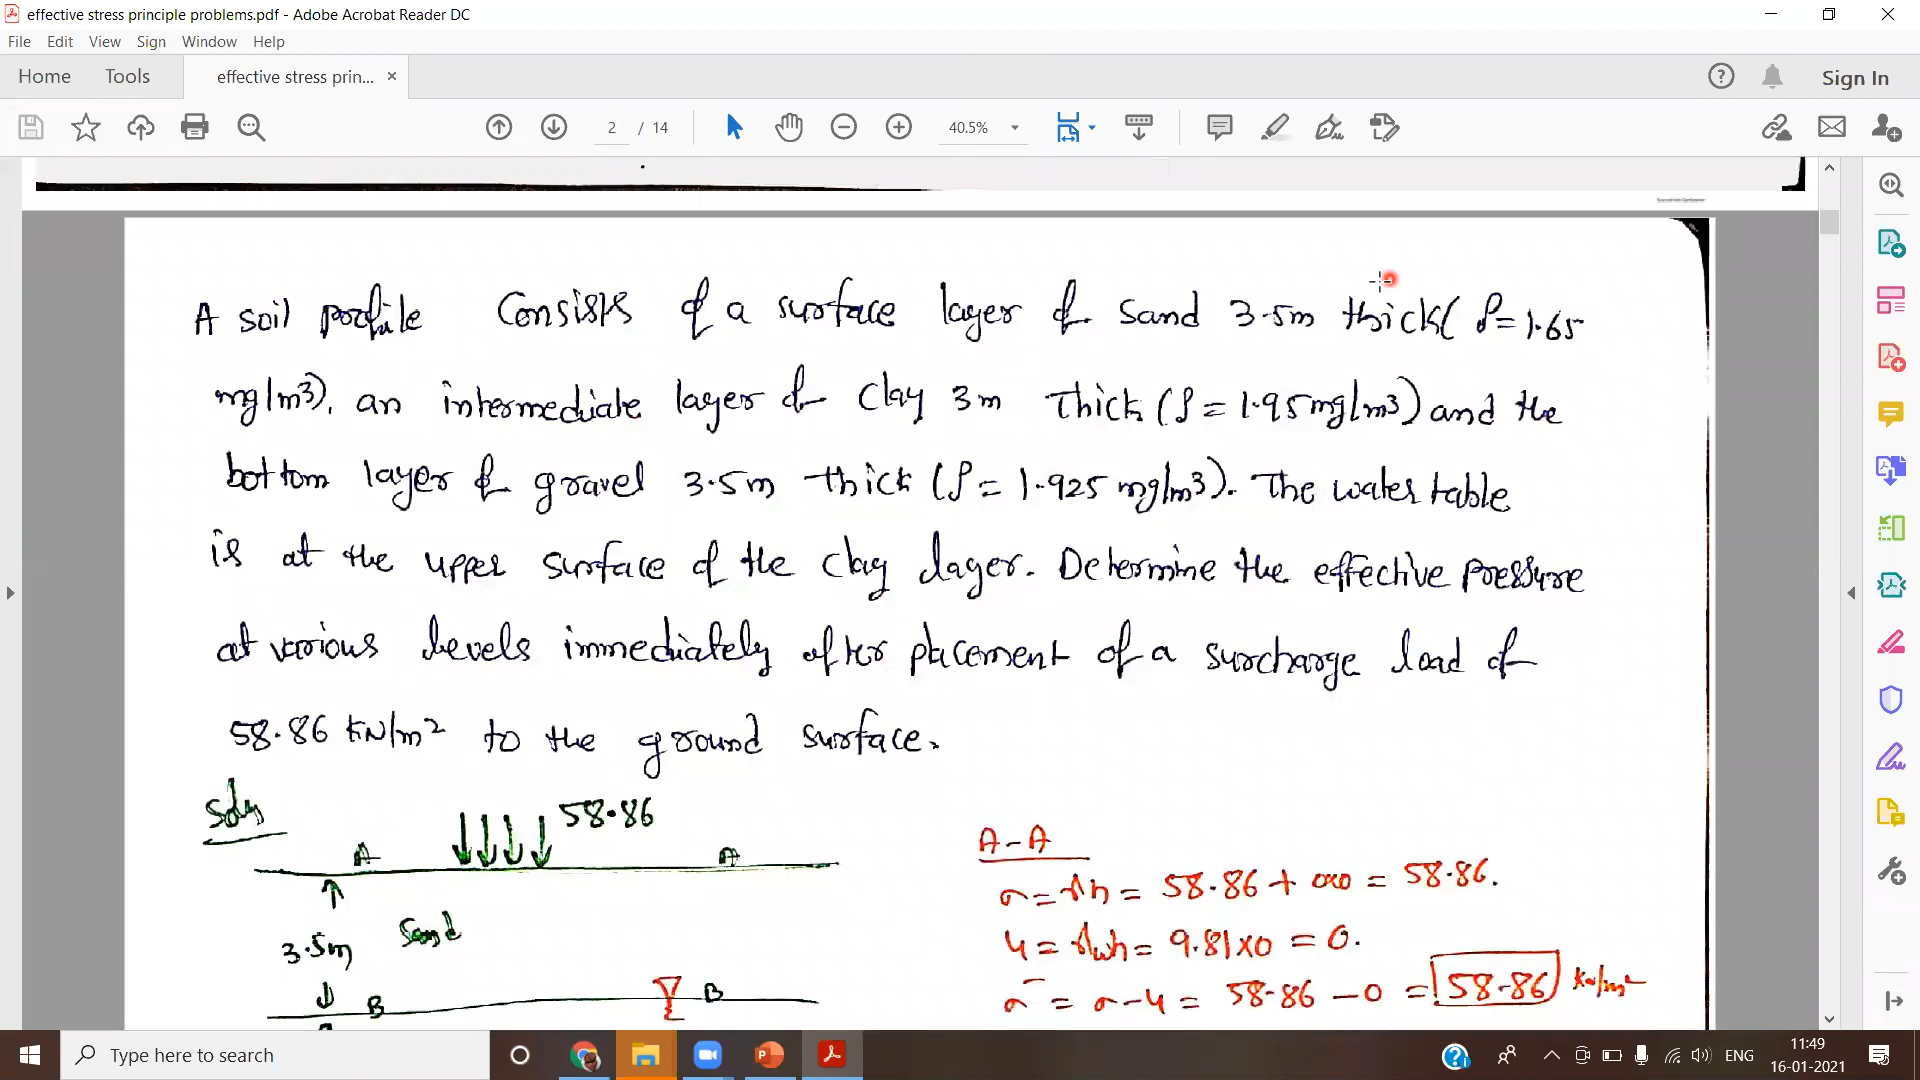 effective stress principle problems.pdf - Adobe Acrobat Reader DC
File Edit View Sign Window Help
Home Tools effective stress prin... × Sign In
2 / 14 40.5%
A soil profile Consists of a surface layer of Sand 3.5m thick( ρ=1.65
mg/m³), an intermediate layer of clay 3m Thick (ρ = 1.95mg/m³) and the
bottom layer of gravel 3.5m thick (ρ = 1.925 mg/m³). The water table
is at the upper surface of the clay layer. Determine the effective pressure
at various levels immediately after placement of a surcharge load of
58.86 KN/m² to the ground surface.
Soln
58.86
A A
3.5m Sand
B B
A-A
σ = γh = 58.86 + 0x0 = 58.86.
u = γwh = 9.81x0 = 0.
σ¯ = σ-u = 58.86 - 0 = 58.86 KN/m²
Type here to search
ENG
11:49
16-01-2021